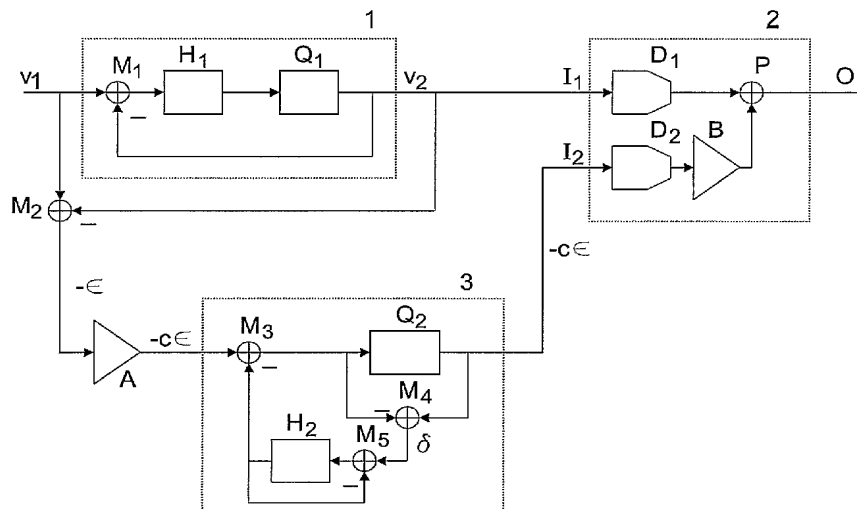 1
2
v1
M1
H1
Q1
v2
I1
D1
P
O
−
D2
B
I2
M2
−
-∈
-c∈
3
-c∈
M3
Q2
A
−
M4
−
H2
M5
δ
−